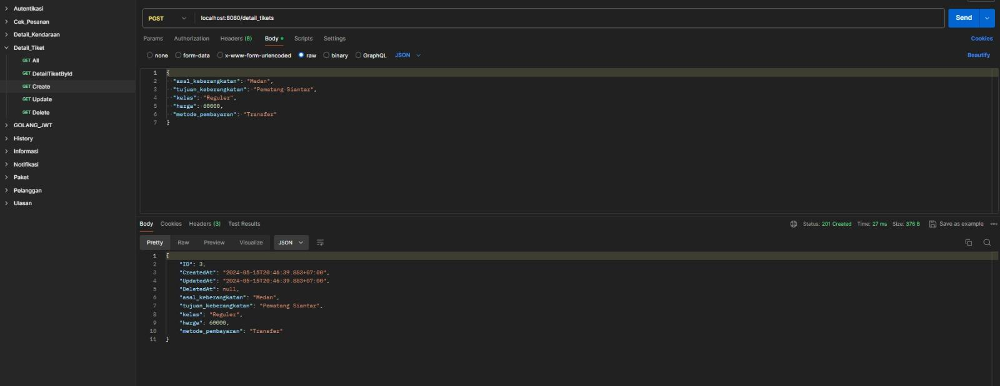 Autentikasi
Cek_Pesanan
Detail_Kendaraan
Detail_Tiket
GET All
GET DetailTiketById
GET Create
GET Update
GET Delete
GOLANG_JWT
History
Informasi
Notifikasi
Paket
Pelanggan
Ulasan
POST localhost:8080/detail_tikets Send
Params Authorization Headers (8) Body Scripts Settings Cookies
none form-data x-www-form-urlencoded raw binary GraphQL JSON Beautify
1 {
2 "asal_keberangkatan": "Medan",
3 "tujuan_keberangkatan": "Pematang Siantar",
4 "kelas": "Reguler",
5 "harga": 60000,
6 "metode_pembayaran": "Transfer"
7 }
Body Cookies Headers (3) Test Results Status: 201 Created Time: 27 ms Size: 376 B Save as example
Pretty Raw Preview Visualize JSON
1 {
2 "ID": 3,
3 "CreatedAt": "2024-05-15T20:46:39.883+07:00",
4 "UpdatedAt": "2024-05-15T20:46:39.883+07:00",
5 "DeletedAt": null,
6 "asal_keberangkatan": "Medan",
7 "tujuan_keberangkatan": "Pematang Siantar",
8 "kelas": "Reguler",
9 "harga": 60000,
10 "metode_pembayaran": "Transfer"
11 }